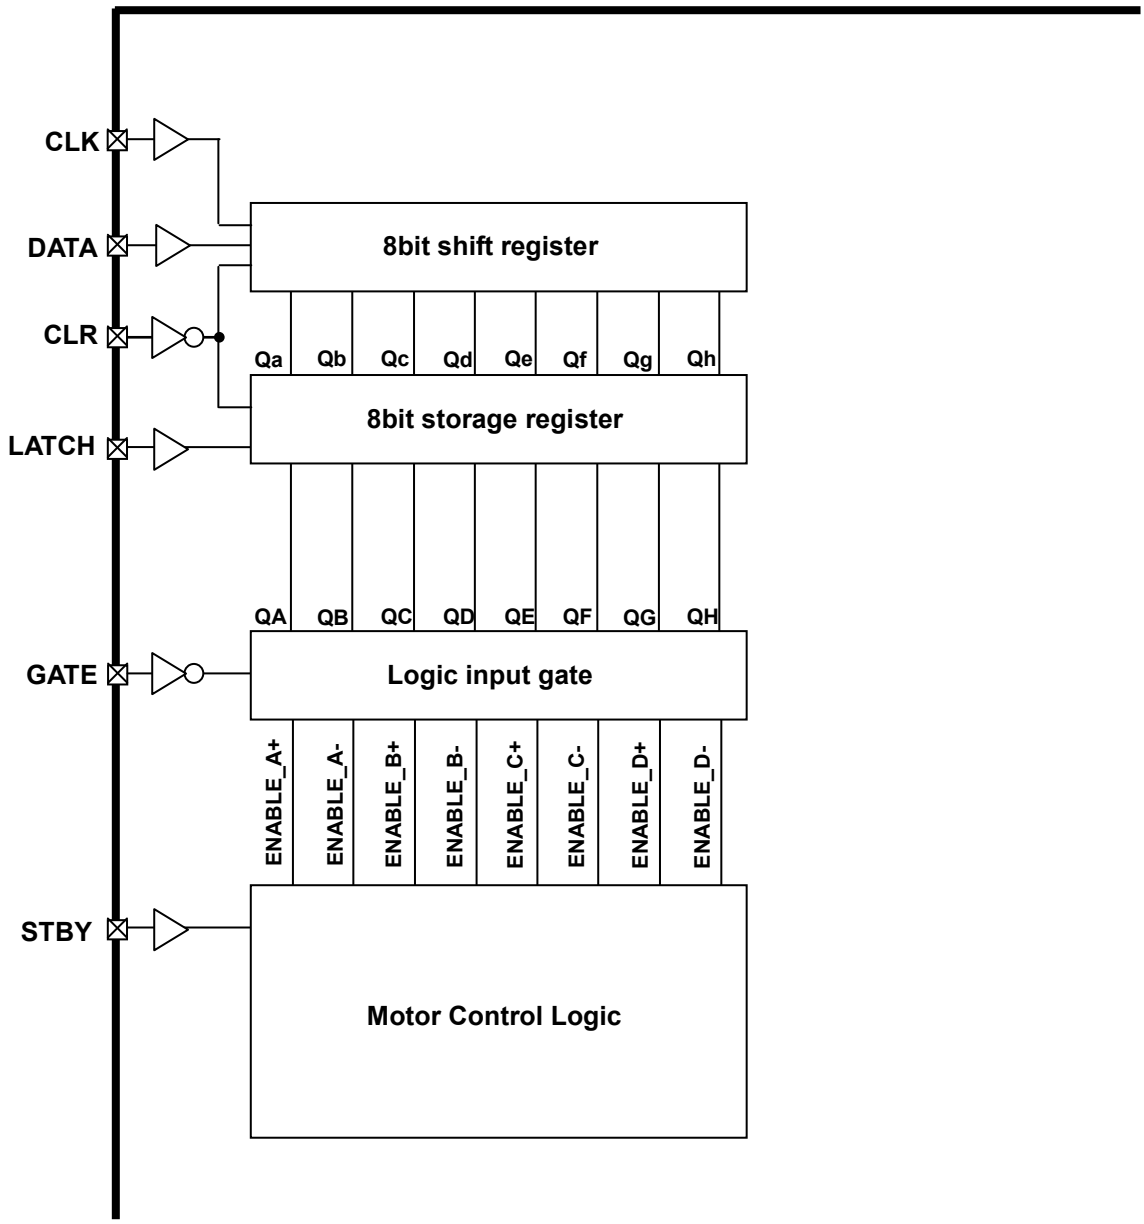 CLK
DATA
8bit shift register
CLR
Qa Qb Qc Qd Qe Qf Qg Qh
LATCH
8bit storage register
QA QB QC QD QE QF QG QH
GATE
Logic input gate
ENABLE_A+
ENABLE_A-
ENABLE_B+
ENABLE_B-
ENABLE_C+
ENABLE_C-
ENABLE_D+
ENABLE_D-
STBY
Motor Control Logic